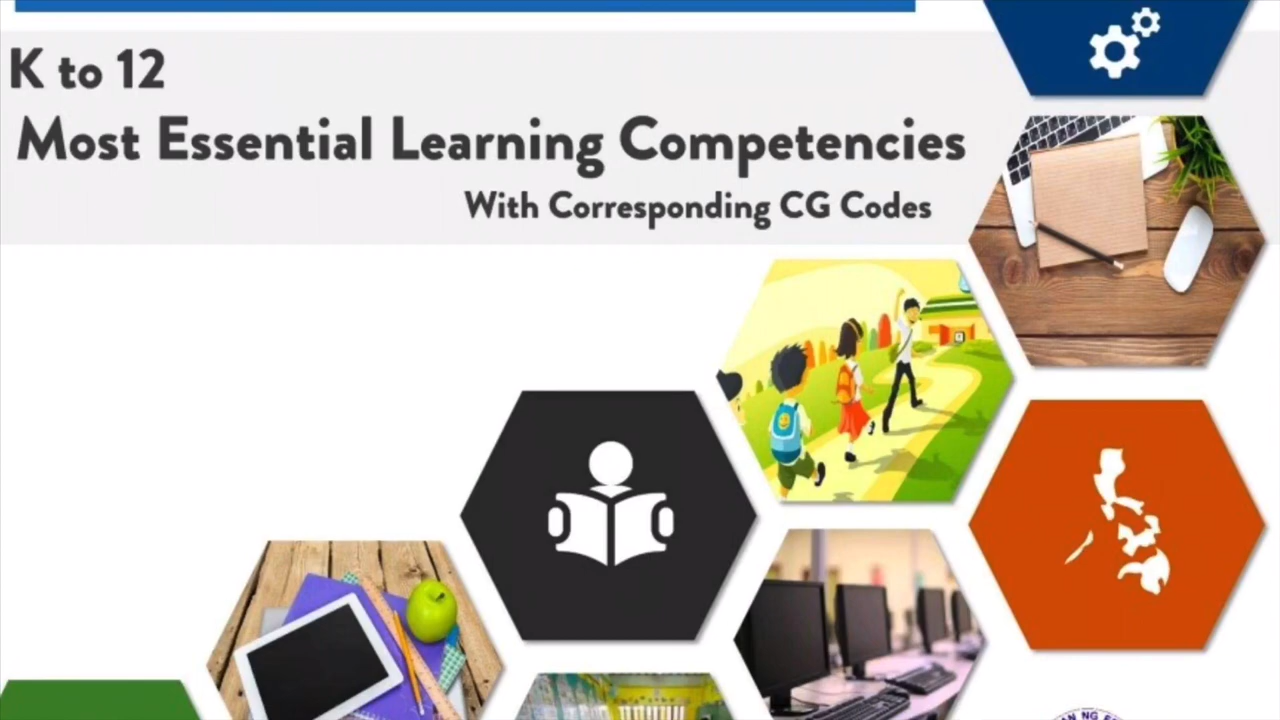 K to 12
Most Essential Learning Competencies
With Corresponding CG Codes